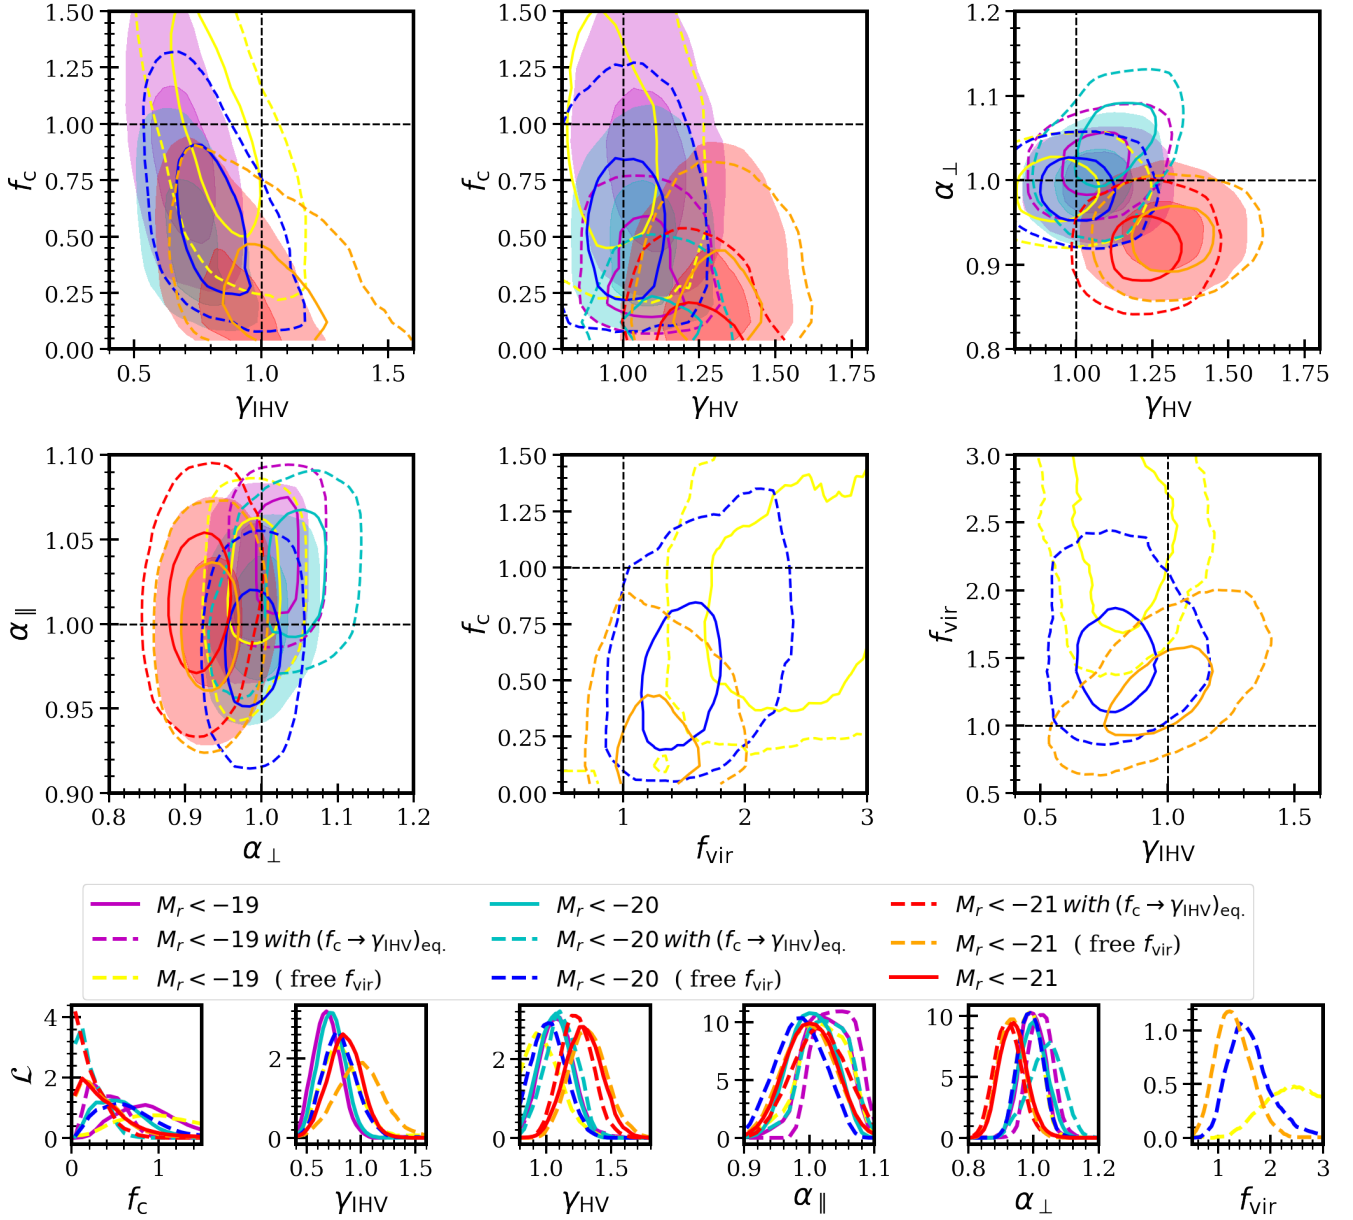 1.50
1.25
1.00
0.75
0.50
0.25
0.00
f_c
0.5 1.0 1.5
γ_IHV
1.50
1.25
1.00
0.75
0.50
0.25
0.00
f_c
1.00 1.25 1.50 1.75
γ_HV
1.2
1.1
1.0
0.9
0.8
α_⊥
1.00 1.25 1.50 1.75
γ_HV
1.10
1.05
1.00
0.95
0.90
α_∥
0.8 0.9 1.0 1.1 1.2
α_⊥
1.50
1.25
1.00
0.75
0.50
0.25
0.00
f_c
1 2 3
f_vir
3.0
2.5
2.0
1.5
1.0
0.5
f_vir
0.5 1.0 1.5
γ_IHV
M_r < −19
M_r < −19 with (f_c → γ_IHV)_eq.
M_r < −19 ( free f_vir)
M_r < −20
M_r < −20 with (f_c → γ_IHV)_eq.
M_r < −20 ( free f_vir)
M_r < −21 with (f_c → γ_IHV)_eq.
M_r < −21 ( free f_vir)
M_r < −21
4
2
0
ℒ
0 1
f_c
2
0
0.5 1.0 1.5
γ_IHV
2
0
1.0 1.5
γ_HV
10
5
0
0.9 1.0 1.1
α_∥
10
5
0
0.8 1.0 1.2
α_⊥
1.0
0.5
0.0
1 2 3
f_vir